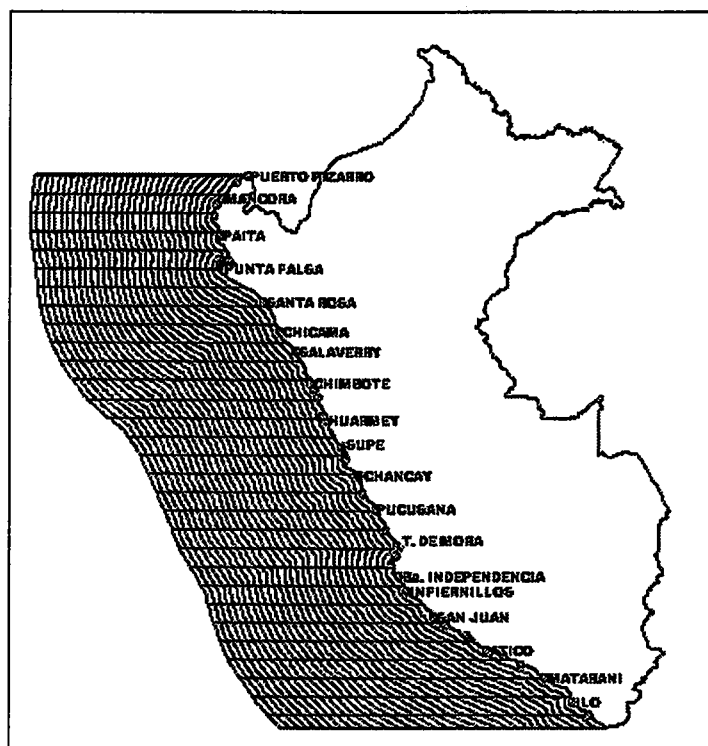 PUERTO PIZARRO
MANCORA
PAITA
PUNTA FALSA
SANTA ROSA
CHICAMA
SALAVERRY
CHIMBOTE
HUARMEY
SUPE
CHANCAY
PUCUSANA
T. DE MORA
Ba. INDEPENDENCIA
INFIERNILLOS
SAN JUAN
ATICO
MATARANI
ILO